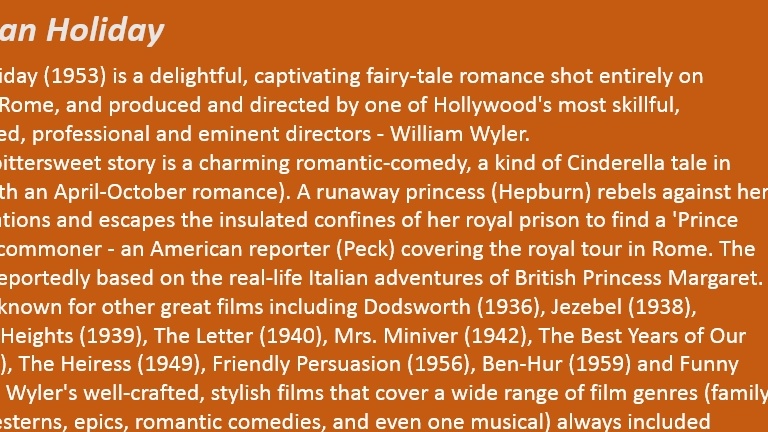 an Holiday
iday (1953) is a delightful, captivating fairy-tale romance shot entirely on
Rome, and produced and directed by one of Hollywood's most skillful,
ed, professional and eminent directors - William Wyler.
bittersweet story is a charming romantic-comedy, a kind of Cinderella tale in
th an April-October romance). A runaway princess (Hepburn) rebels against her
ations and escapes the insulated confines of her royal prison to find a 'Prince
commoner - an American reporter (Peck) covering the royal tour in Rome. The
eportedly based on the real-life Italian adventures of British Princess Margaret.
known for other great films including Dodsworth (1936), Jezebel (1938),
Heights (1939), The Letter (1940), Mrs. Miniver (1942), The Best Years of Our
), The Heiress (1949), Friendly Persuasion (1956), Ben-Hur (1959) and Funny
Wyler's well-crafted, stylish films that cover a wide range of film genres (family
esterns, epics, romantic comedies, and even one musical) always included